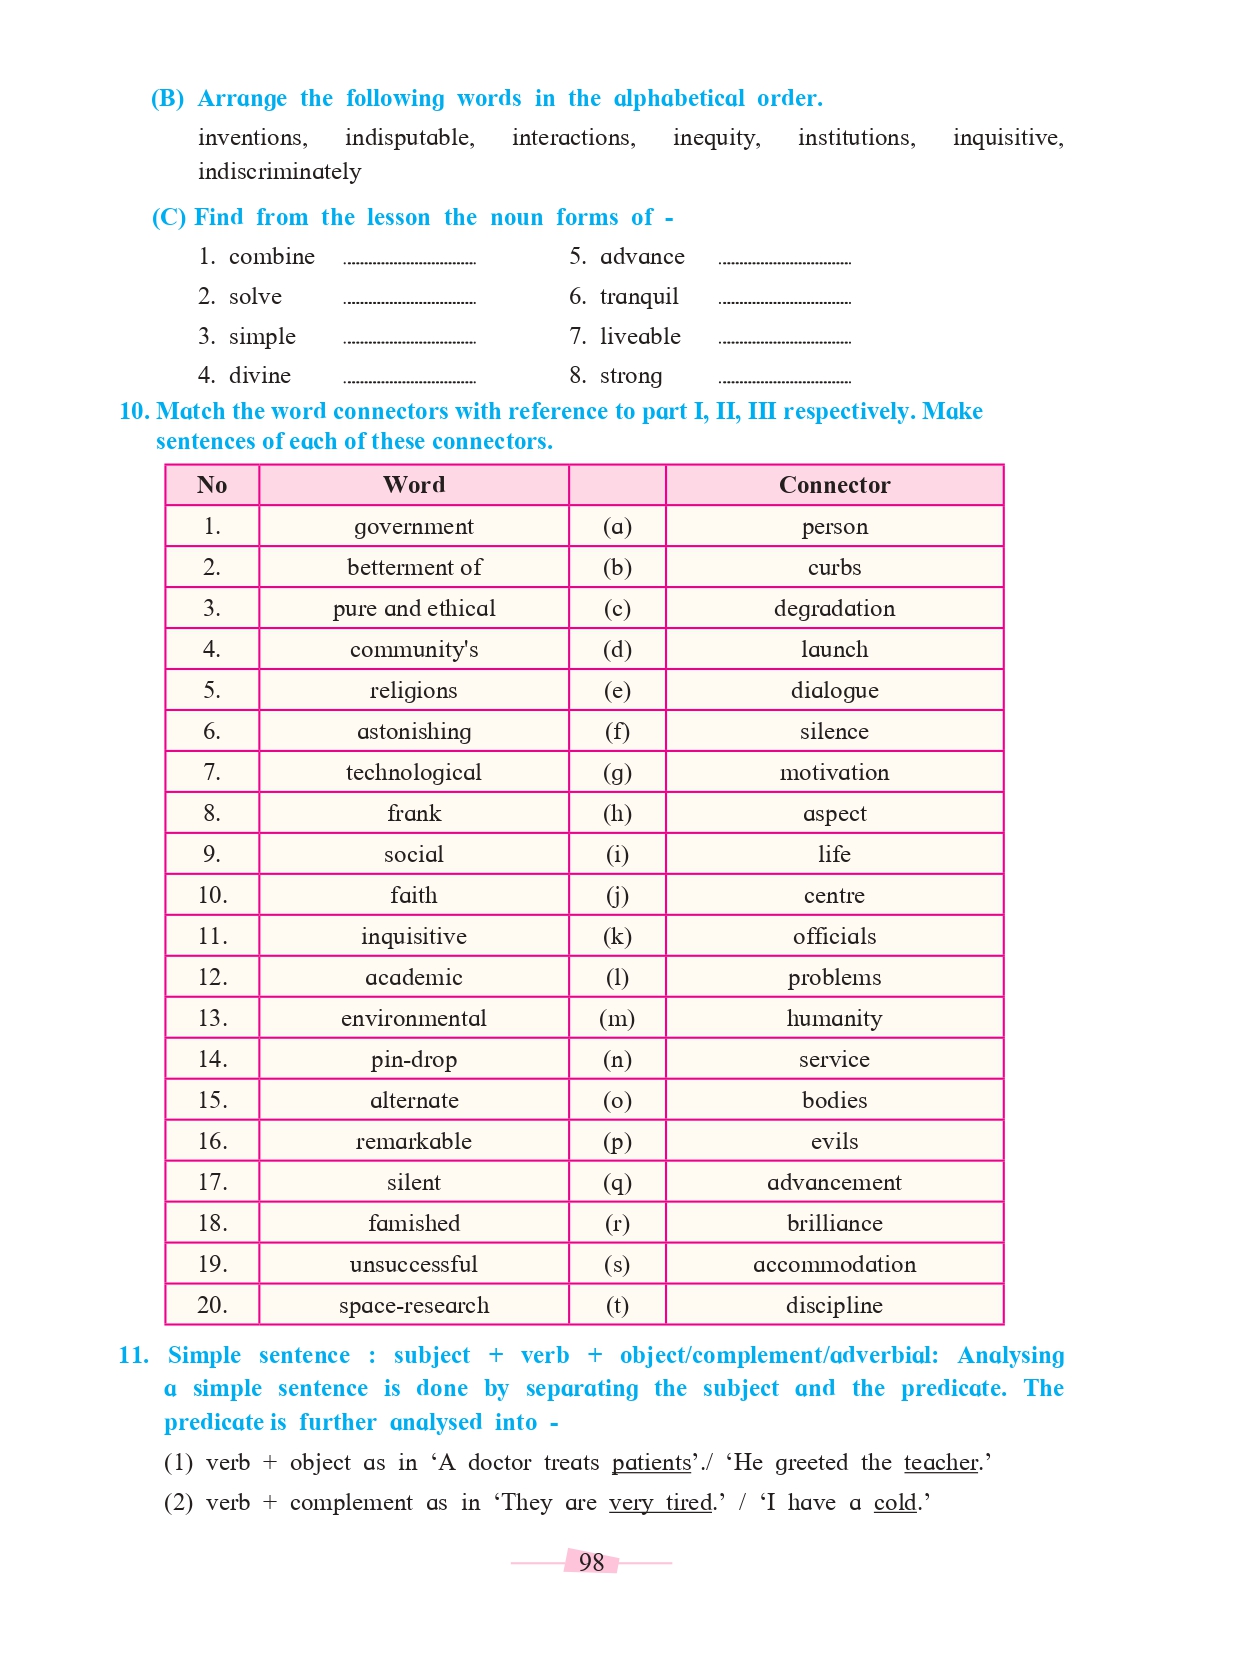 (B) Arrange the following words in the alphabetical order.
inventions, indisputable, interactions, inequity, institutions, inquisitive,
indiscriminately
(C) Find from the lesson the noun forms of -
1. combine .............................. 5. advance ..............................
2. solve .............................. 6. tranquil ..............................
3. simple .............................. 7. liveable ..............................
4. divine .............................. 8. strong ..............................
10. Match the word connectors with reference to part I, II, III respectively. Make
sentences of each of these connectors.
No Word Connector
1. government (a) person
2. betterment of (b) curbs
3. pure and ethical (c) degradation
4. community's (d) launch
5. religions (e) dialogue
6. astonishing (f) silence
7. technological (g) motivation
8. frank (h) aspect
9. social (i) life
10. faith (j) centre
11. inquisitive (k) officials
12. academic (l) problems
13. environmental (m) humanity
14. pin-drop (n) service
15. alternate (o) bodies
16. remarkable (p) evils
17. silent (q) advancement
18. famished (r) brilliance
19. unsuccessful (s) accommodation
20. space-research (t) discipline
11. Simple sentence : subject + verb + object/complement/adverbial: Analysing
a simple sentence is done by separating the subject and the predicate. The
predicate is further analysed into -
(1) verb + object as in ‘A doctor treats patients’./ ‘He greeted the teacher.’
(2) verb + complement as in ‘They are very tired.’ / ‘I have a cold.’
98